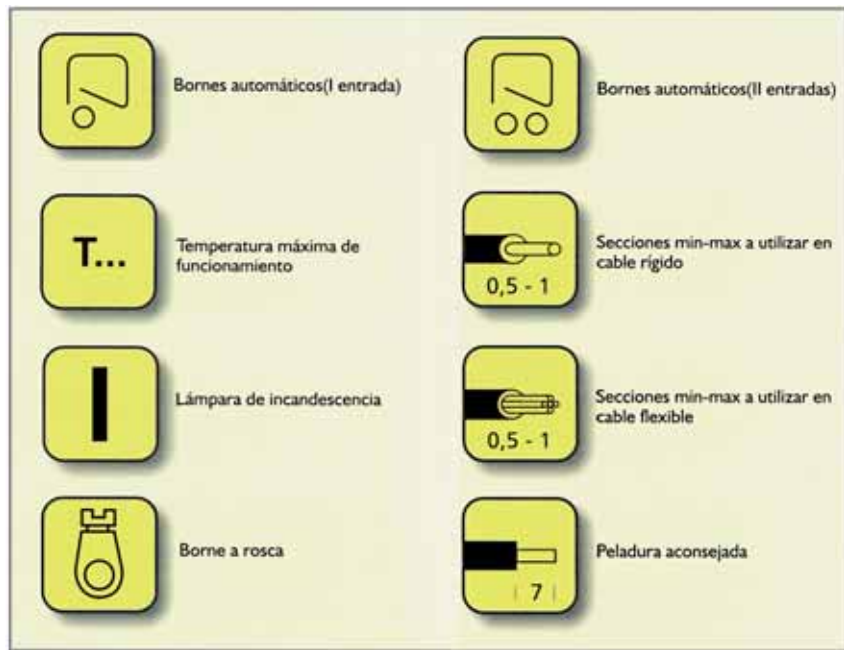 Bornes automáticos(I entrada)
Bornes automáticos(II entradas)
T...
Temperatura máxima de
funcionamiento
0,5 - 1
Secciones min-max a utilizar en
cable rígido
Lámpara de incandescencia
0,5 - 1
Secciones min-max a utilizar en
cable flexible
Borne a rosca
7
Peladura aconsejada